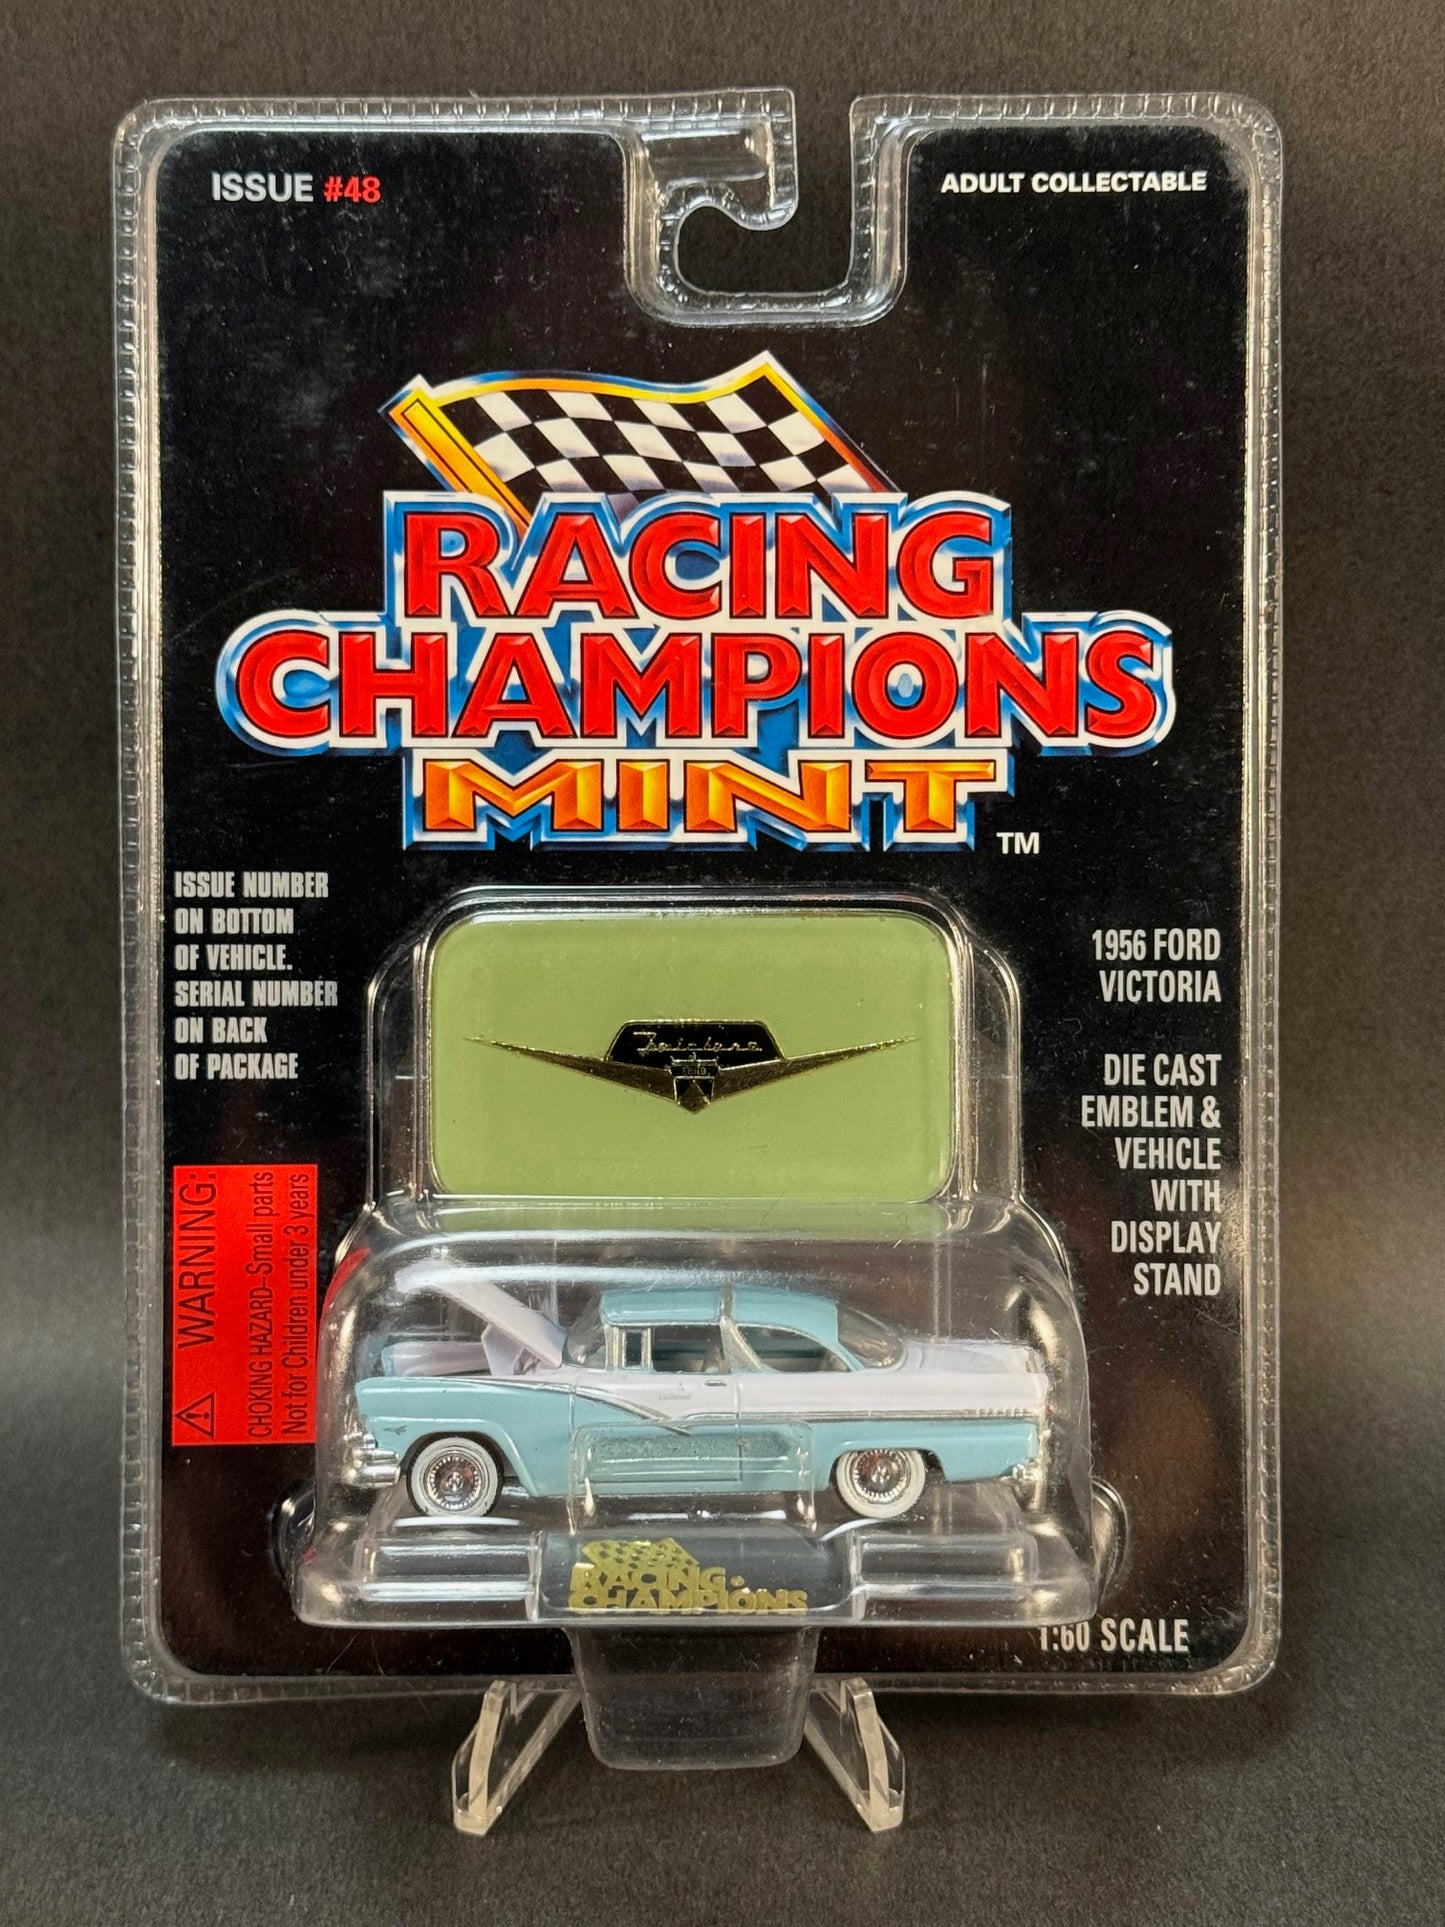 ISSUE #48
ADULT COLLECTABLE
RACING
CHAMPIONS
MINT
TM
ISSUE NUMBER
ON BOTTOM
OF VEHICLE.
SERIAL NUMBER
ON BACK
OF PACKAGE
1956 FORD
VICTORIA
DIE CAST
EMBLEM &
VEHICLE
WITH
DISPLAY
STAND
Fairlane
FORD
WARNING:
CHOKING HAZARD–Small parts
Not for Children under 3 years
RACING
CHAMPIONS
1:60 SCALE